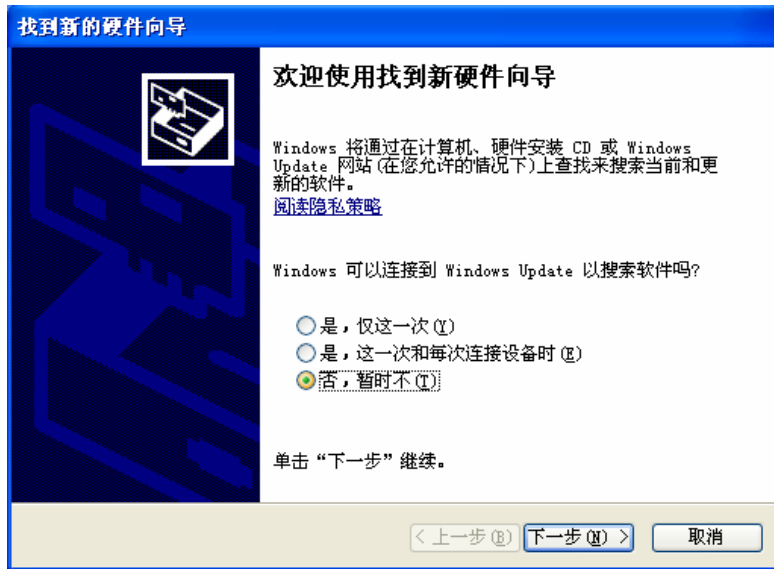 找到新的硬件向导
欢迎使用找到新硬件向导
Windows 将通过在计算机、硬件安装 CD 或 Windows
Update 网站(在您允许的情况下)上查找来搜索当前和更
新的软件。
阅读隐私策略
Windows 可以连接到 Windows Update 以搜索软件吗?
是，仅这一次(Y)
是，这一次和每次连接设备时(E)
否，暂时不(T)
单击“下一步”继续。
< 上一步(B) 下一步(N) > 取消